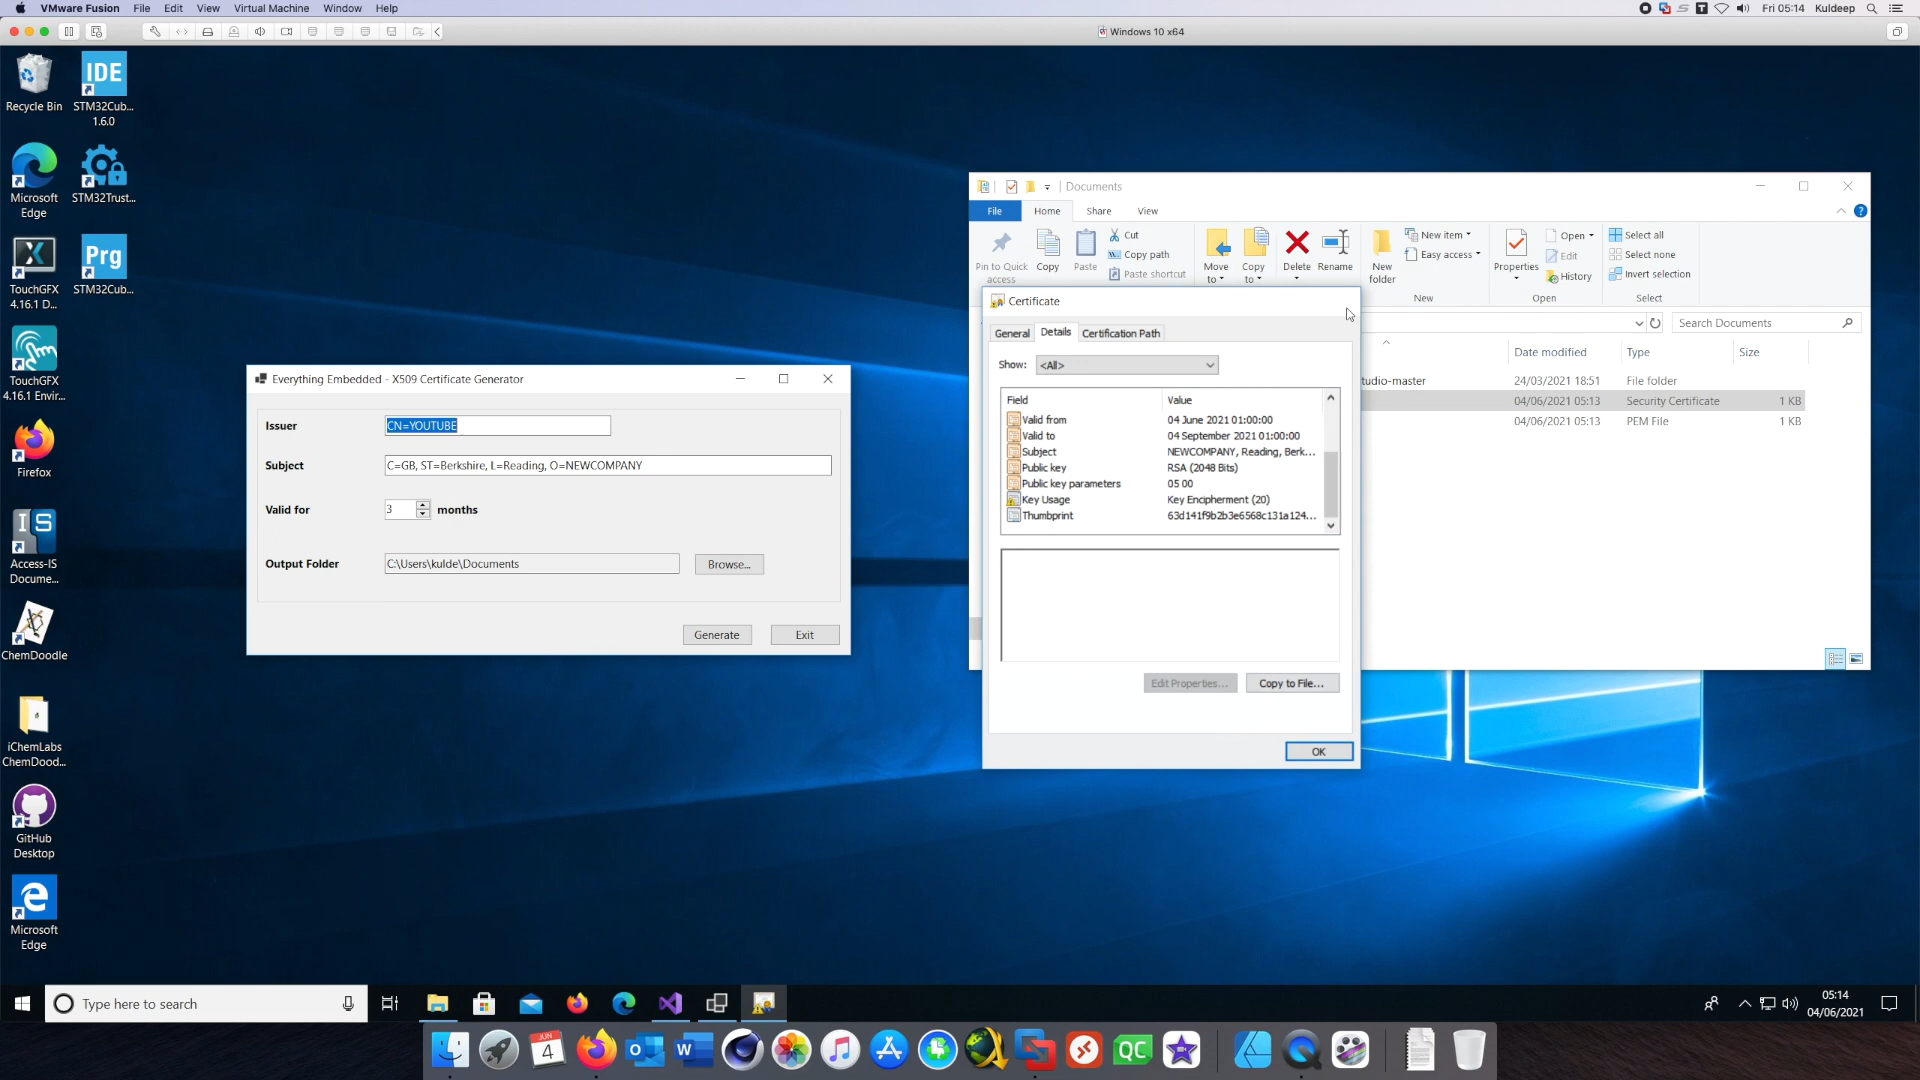 VMware Fusion File Edit View Virtual Machine Window Help
Fri 05:14 Kuldeep
Windows 10 x64
Recycle Bin
IDE
STM32Cub...
1.6.0
Microsoft
Edge
STM32Trust...
TouchGFX
4.16.1 D...
Prg
STM32Cub...
TouchGFX
4.16.1 Envir...
Firefox
IS
Access-IS
Docume...
ChemDoodle
iChemLabs
ChemDood...
GitHub
Desktop
Microsoft
Edge
Everything Embedded - X509 Certificate Generator
Issuer CN=YOUTUBE
Subject C=GB, ST=Berkshire, L=Reading, O=NEWCOMPANY
Valid for 3 months
Output Folder C:\Users\kulde\Documents Browse...
Generate Exit
Documents
File Home Share View
Pin to Quick
access
Copy
Paste
Cut
Copy path
Paste shortcut
Move
to
Copy
to
Delete
Rename
New
folder
New item
Easy access
New
Properties
Open
Edit
History
Open
Select all
Select none
Invert selection
Select
Search Documents
Date modified Type Size
tudio-master 24/03/2021 18:51 File folder
04/06/2021 05:13 Security Certificate 1 KB
04/06/2021 05:13 PEM File 1 KB
Certificate
General Details Certification Path
Show: <All>
Field Value
Valid from 04 June 2021 01:00:00
Valid to 04 September 2021 01:00:00
Subject NEWCOMPANY, Reading, Berk...
Public key RSA (2048 Bits)
Public key parameters 05 00
Key Usage Key Encipherment (20)
Thumbprint 63d141f9b2b3e6568c131a124...
Edit Properties... Copy to File...
OK
Type here to search
05:14
04/06/2021
JUN
4
QC